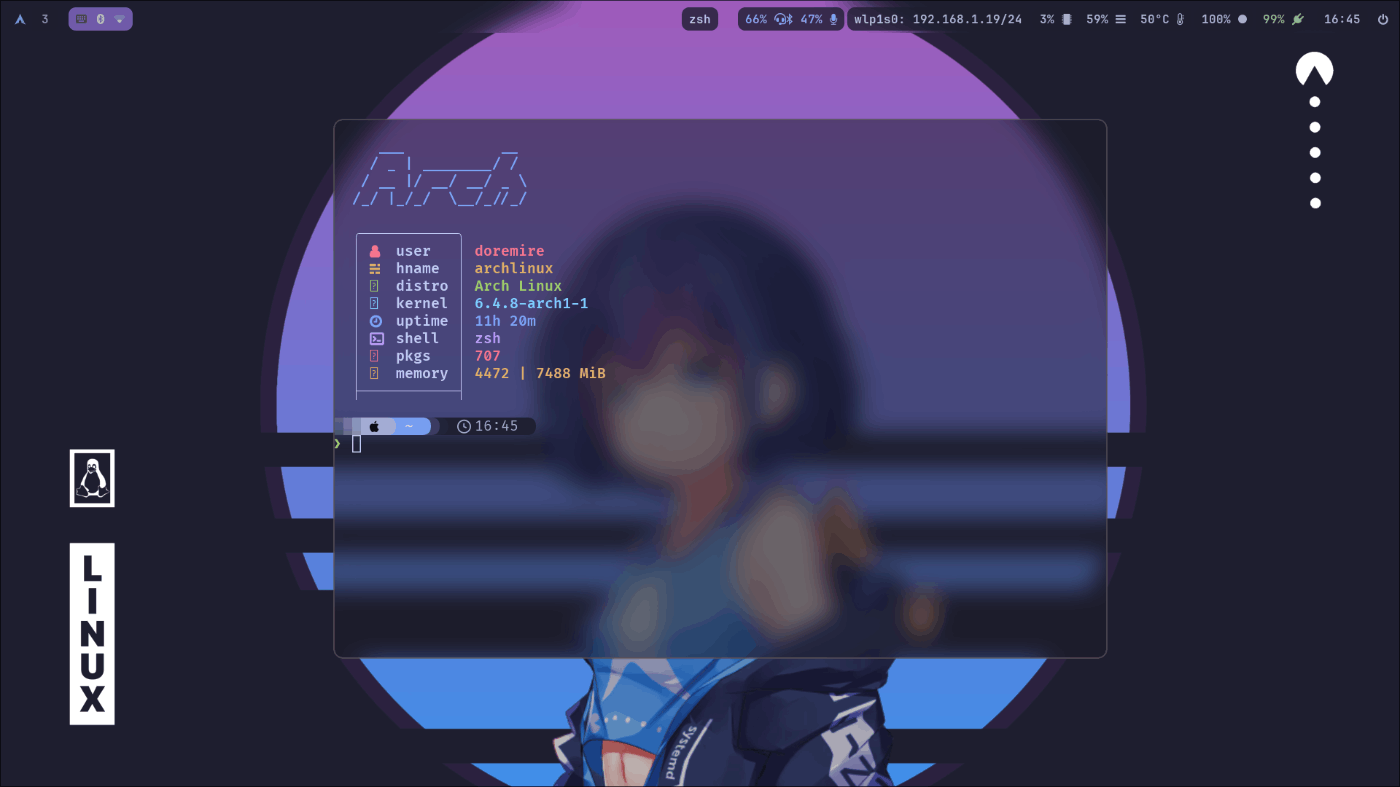 3 zsh 66% 47% wlp1s0: 192.168.1.19/24 3% 59% 50°C 100% 99% 16:45
Arch
user doremire
hname archlinux
distro Arch Linux
kernel 6.4.8-arch1-1
uptime 11h 20m
shell zsh
pkgs 707
memory 4472 | 7488 MiB
~ 16:45
❯
LINUX
systemd